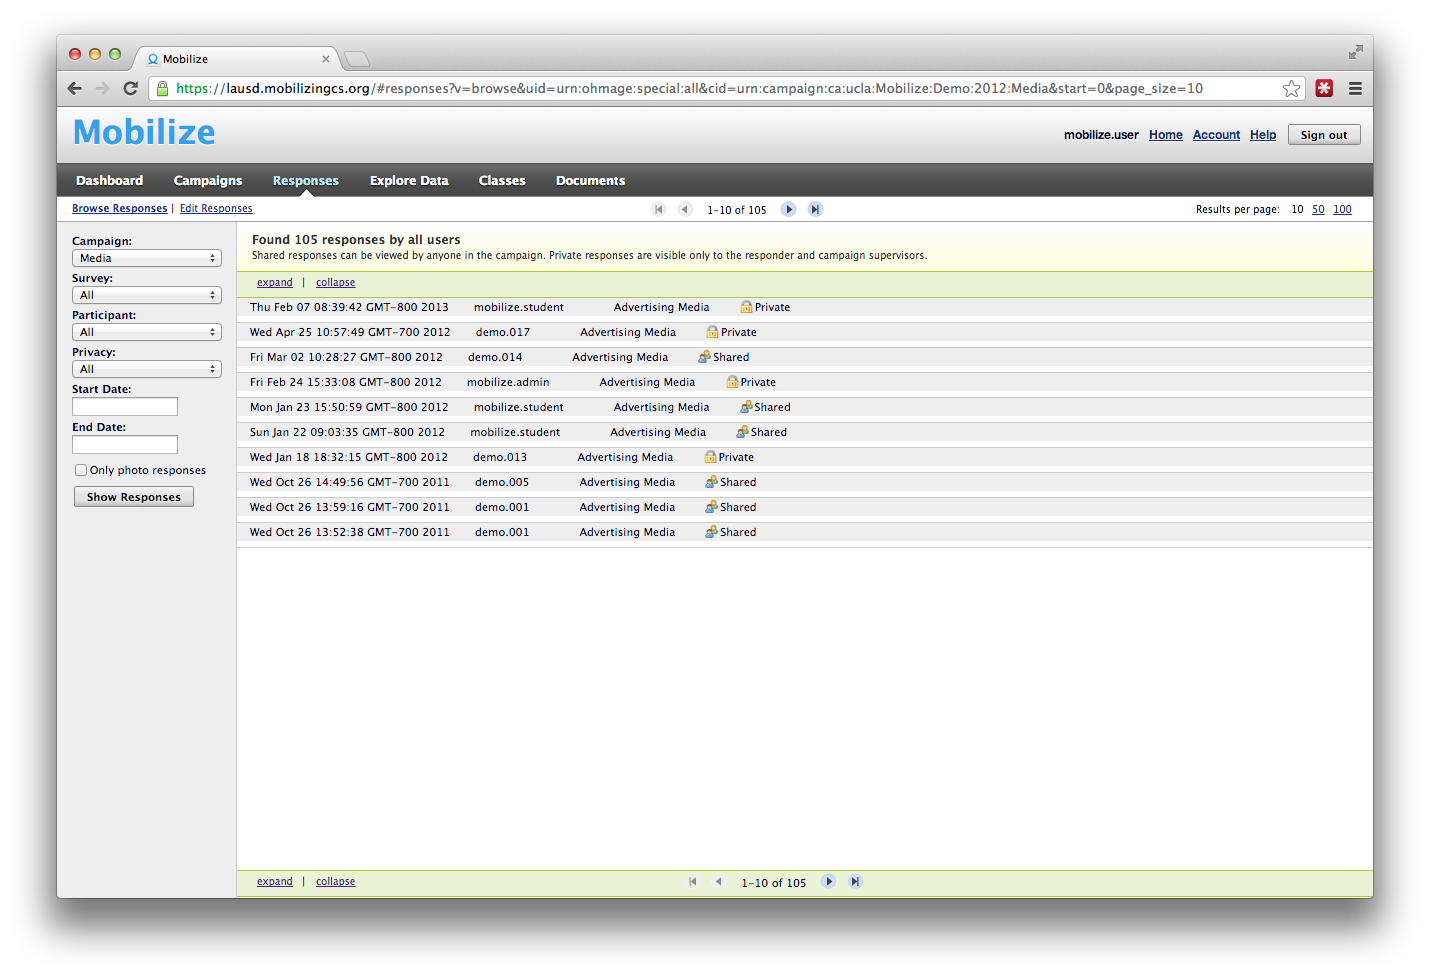 Mobilize
https://lausd.mobilizingcs.org/#responses?v=browse&uid=urn:ohmage:special:all&cid=urn:campaign:ca:ucla:Mobilize:Demo:2012:Media&start=0&page_size=10
Mobilize
mobilize.user Home Account Help Sign out
Dashboard Campaigns Responses Explore Data Classes Documents
Browse Responses | Edit Responses 1-10 of 105 Results per page: 10 50 100
Campaign:
Media
Survey:
All
Participant:
All
Privacy:
All
Start Date:
End Date:
Only photo responses
Show Responses
Found 105 responses by all users
Shared responses can be viewed by anyone in the campaign. Private responses are visible only to the responder and campaign supervisors.
expand | collapse
Thu Feb 07 08:39:42 GMT-800 2013 mobilize.student Advertising Media Private
Wed Apr 25 10:57:49 GMT-700 2012 demo.017 Advertising Media Private
Fri Mar 02 10:28:27 GMT-800 2012 demo.014 Advertising Media Shared
Fri Feb 24 15:33:08 GMT-800 2012 mobilize.admin Advertising Media Private
Mon Jan 23 15:50:59 GMT-800 2012 mobilize.student Advertising Media Shared
Sun Jan 22 09:03:35 GMT-800 2012 mobilize.student Advertising Media Shared
Wed Jan 18 18:32:15 GMT-800 2012 demo.013 Advertising Media Private
Wed Oct 26 14:49:56 GMT-700 2011 demo.005 Advertising Media Shared
Wed Oct 26 13:59:16 GMT-700 2011 demo.001 Advertising Media Shared
Wed Oct 26 13:52:38 GMT-700 2011 demo.001 Advertising Media Shared
expand | collapse 1-10 of 105